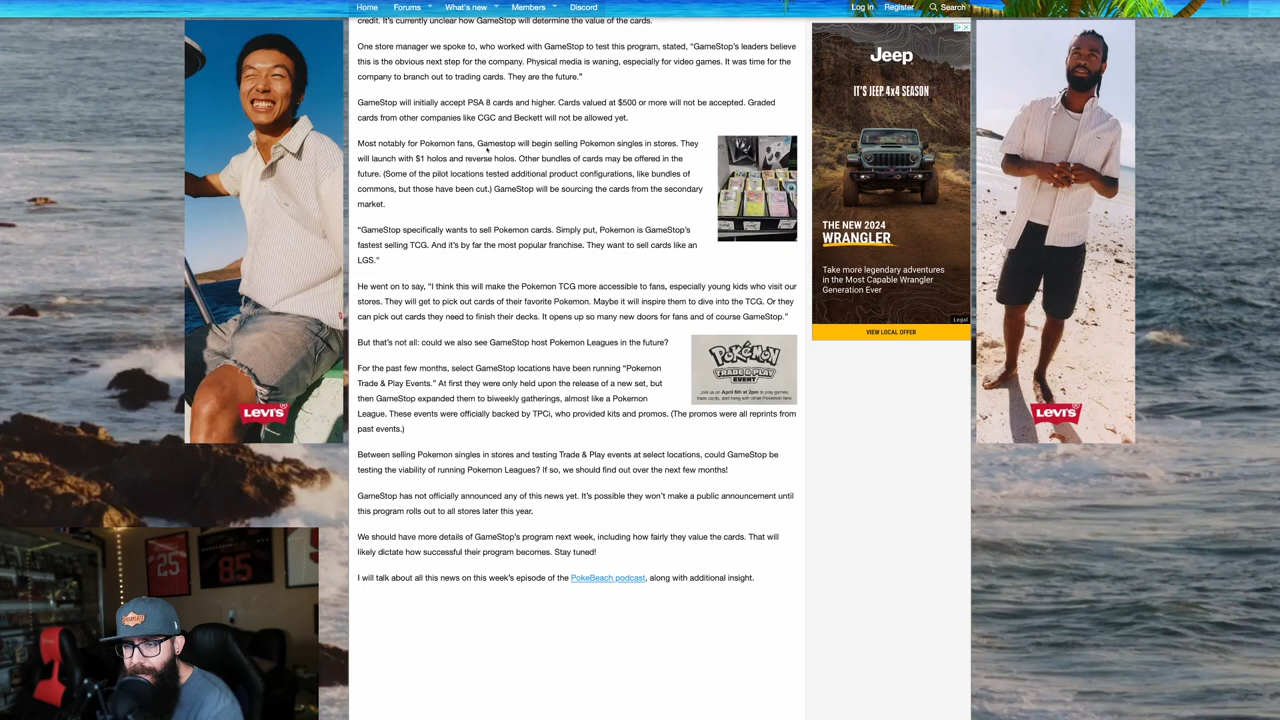 Home Forums What's new Members Discord Log in Register Search
credit. It's currently unclear how GameStop will determine the value of the cards.
One store manager we spoke to, who worked with GameStop to test this program, stated, “GameStop's leaders believe
this is the obvious next step for the company. Physical media is waning, especially for video games. It was time for the
company to branch out to trading cards. They are the future.”
GameStop will initially accept PSA 8 cards and higher. Cards valued at $500 or more will not be accepted. Graded
cards from other companies like CGC and Beckett will not be allowed yet.
Most notably for Pokemon fans, Gamestop will begin selling Pokemon singles in stores. They
will launch with $1 holos and reverse holos. Other bundles of cards may be offered in the
future. (Some of the pilot locations tested additional product configurations, like bundles of
commons, but those have been cut.) GameStop will be sourcing the cards from the secondary
market.
“GameStop specifically wants to sell Pokemon cards. Simply put, Pokemon is GameStop's
fastest selling TCG. And it's by far the most popular franchise. They want to sell cards like an
LGS.”
He went on to say, “I think this will make the Pokemon TCG more accessible to fans, especially young kids who visit our
stores. They will get to pick out cards of their favorite Pokemon. Maybe it will inspire them to dive into the TCG. Or they
can pick out cards they need to finish their decks. It opens up so many new doors for fans and of course GameStop.”
But that's not all: could we also see GameStop host Pokemon Leagues in the future?
For the past few months, select GameStop locations have been running “Pokemon
Trade & Play Events.” At first they were only held upon the release of a new set, but
then GameStop expanded them to biweekly gatherings, almost like a Pokemon
League. These events were officially backed by TPCi, who provided kits and promos. (The promos were all reprints from
past events.)
Between selling Pokemon singles in stores and testing Trade & Play events at select locations, could GameStop be
testing the viability of running Pokemon Leagues? If so, we should find out over the next few months!
GameStop has not officially announced any of this news yet. It's possible they won't make a public announcement until
this program rolls out to all stores later this year.
We should have more details of GameStop's program next week, including how fairly they value the cards. That will
likely dictate how successful their program becomes. Stay tuned!
I will talk about all this news on this week's episode of the PokeBeach podcast, along with additional insight.
POKéMON
TRADE & PLAY
EVENT
Join us on April 6th at 2pm to play games,
trade cards, and hang with other Pokémon fans
Jeep
IT'S JEEP 4x4 SEASON
THE NEW 2024
WRANGLER
Take more legendary adventures
in the Most Capable Wrangler
Generation Ever
Legal
VIEW LOCAL OFFER
LEVI'S
LEVI'S
25
85